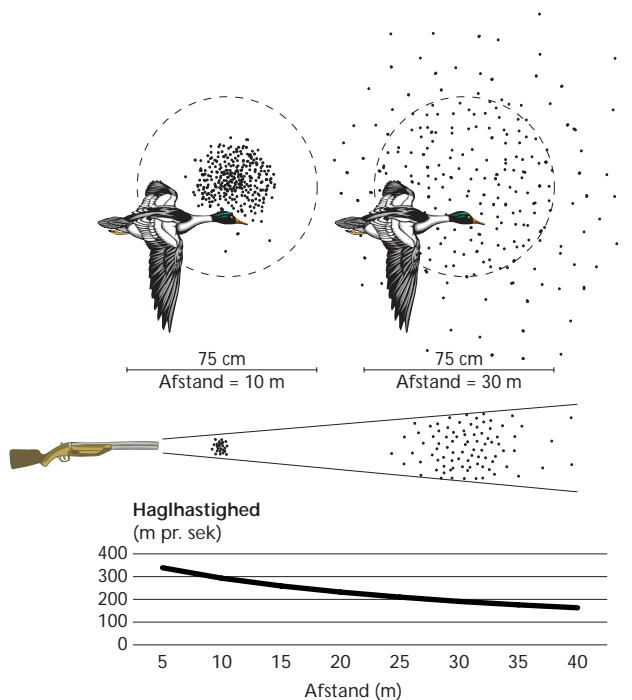 75 cm
Afstand = 10 m
75 cm
Afstand = 30 m
Haglhastighed
(m pr. sek)
400
300
200
100
0
5 10 15 20 25 30 35 40
Afstand (m)